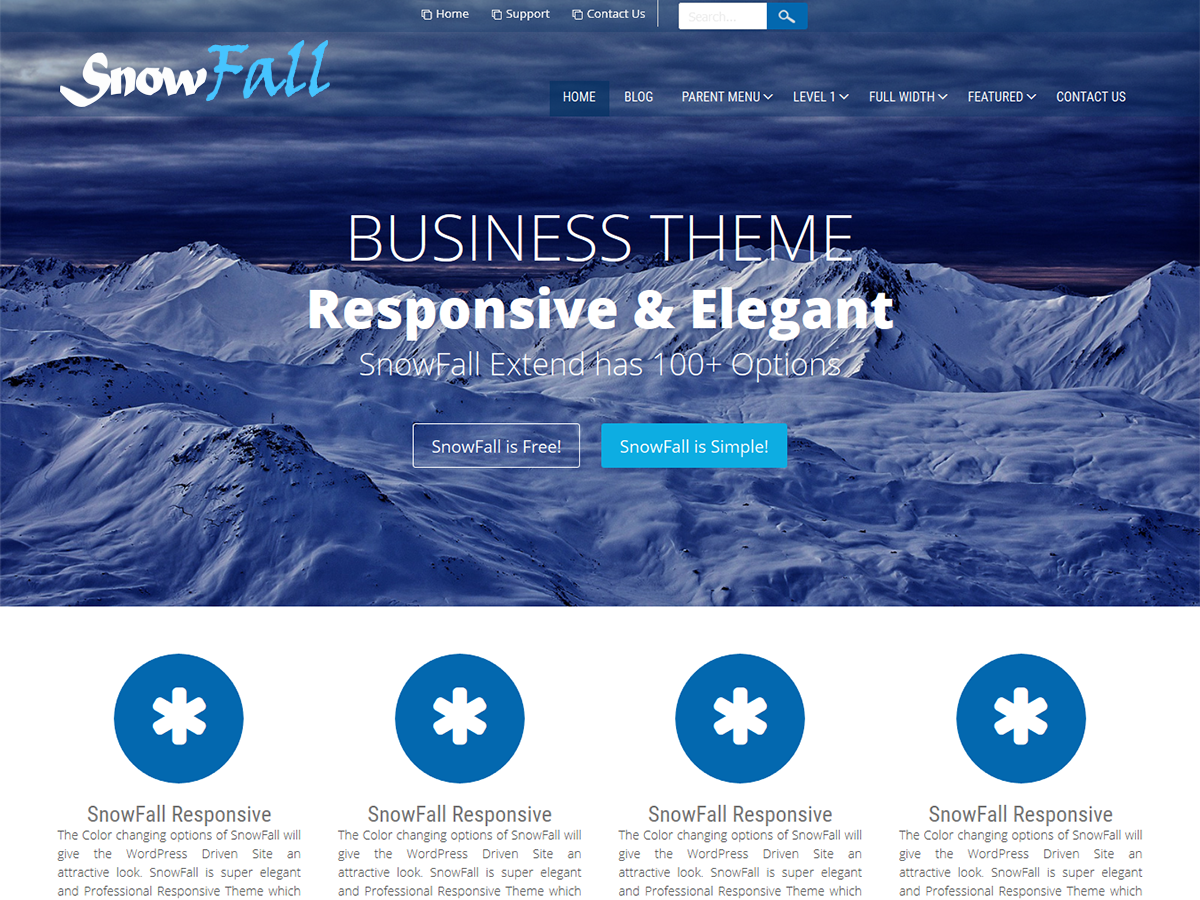 Home Support Contact Us Search...
SnowFall
HOME BLOG PARENT MENU LEVEL 1 FULL WIDTH FEATURED CONTACT US
BUSINESS THEME
Responsive & Elegant
SnowFall Extend has 100+ Options
SnowFall is Free! SnowFall is Simple!
SnowFall Responsive
The Color changing options of SnowFall will
give the WordPress Driven Site an
attractive look. SnowFall is super elegant
and Professional Responsive Theme which
SnowFall Responsive
The Color changing options of SnowFall will
give the WordPress Driven Site an
attractive look. SnowFall is super elegant
and Professional Responsive Theme which
SnowFall Responsive
The Color changing options of SnowFall will
give the WordPress Driven Site an
attractive look. SnowFall is super elegant
and Professional Responsive Theme which
SnowFall Responsive
The Color changing options of SnowFall will
give the WordPress Driven Site an
attractive look. SnowFall is super elegant
and Professional Responsive Theme which